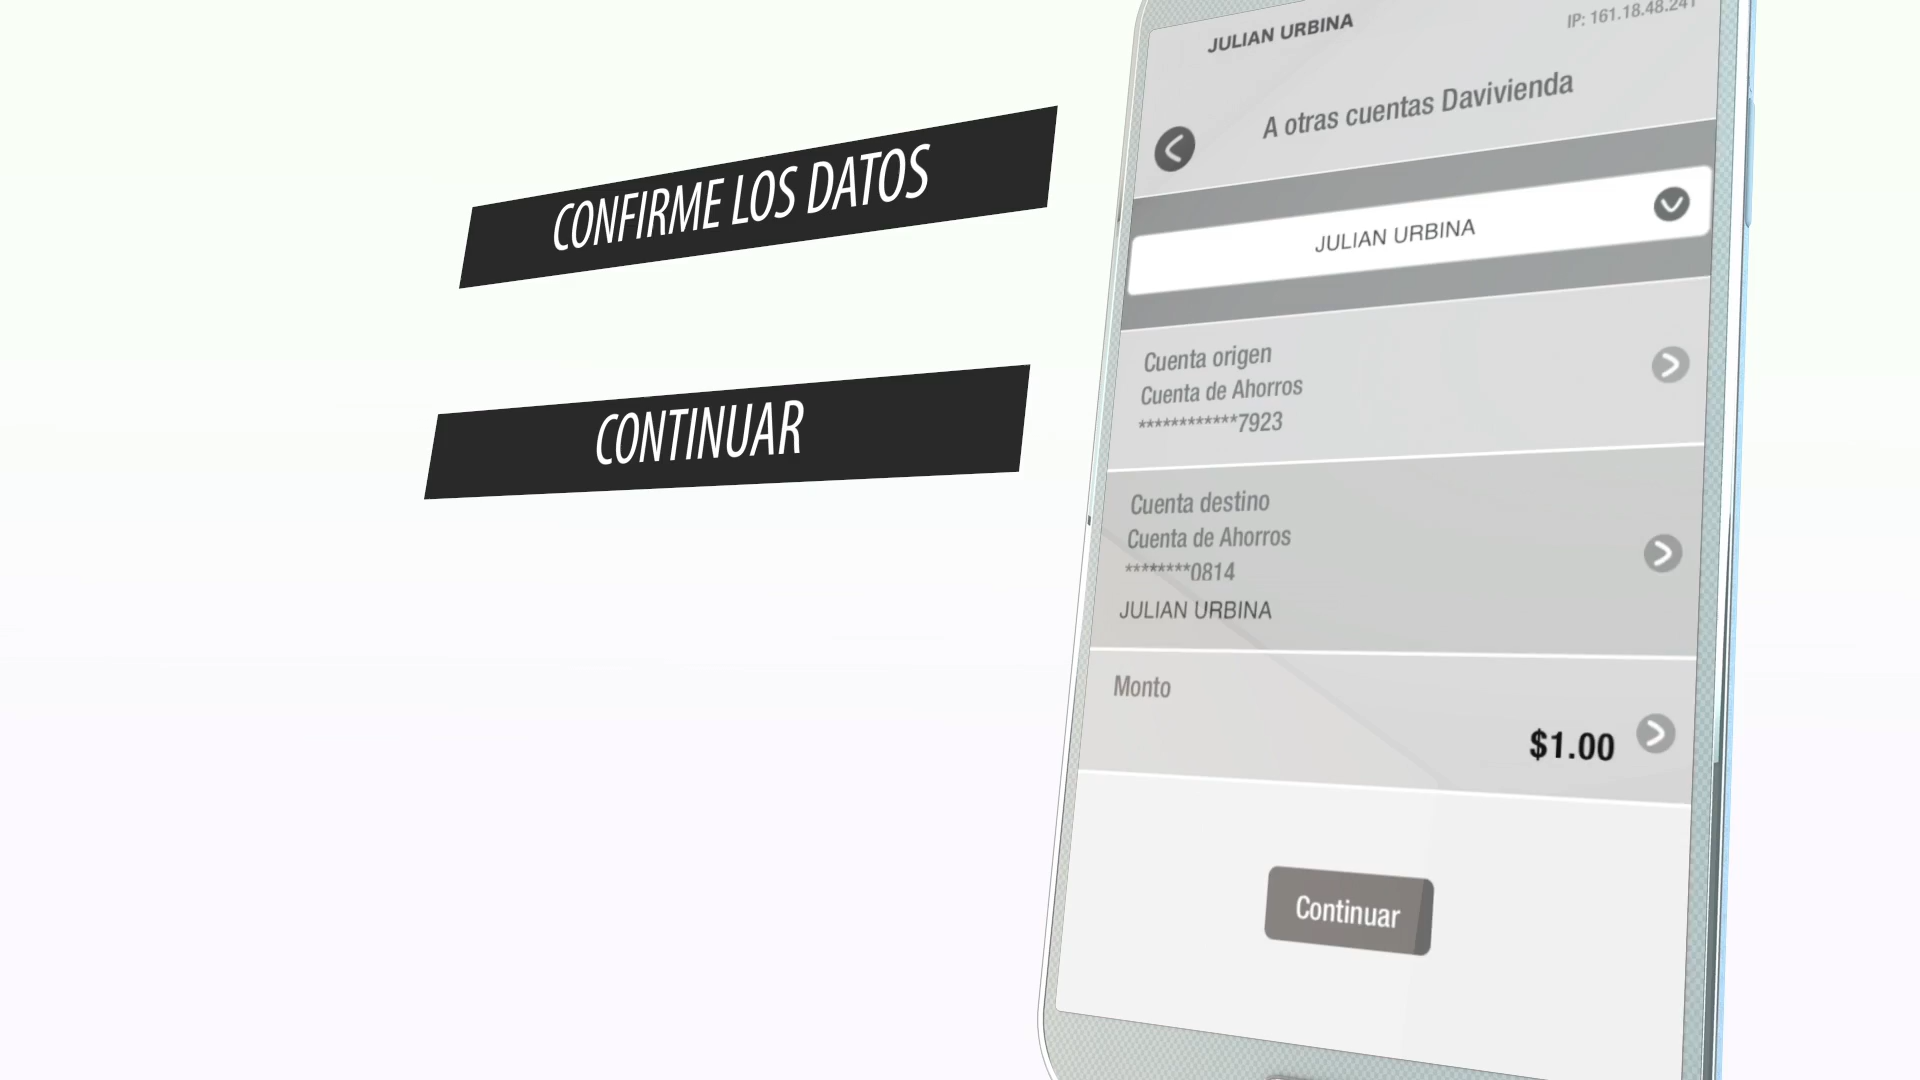 CONFIRME LOS DATOS
CONTINUAR
JULIAN URBINA
IP: 161.18.48.241
A otras cuentas Davivienda
JULIAN URBINA
Cuenta origen
Cuenta de Ahorros
************7923
Cuenta destino
Cuenta de Ahorros
********0814
JULIAN URBINA
Monto
$1.00
Continuar